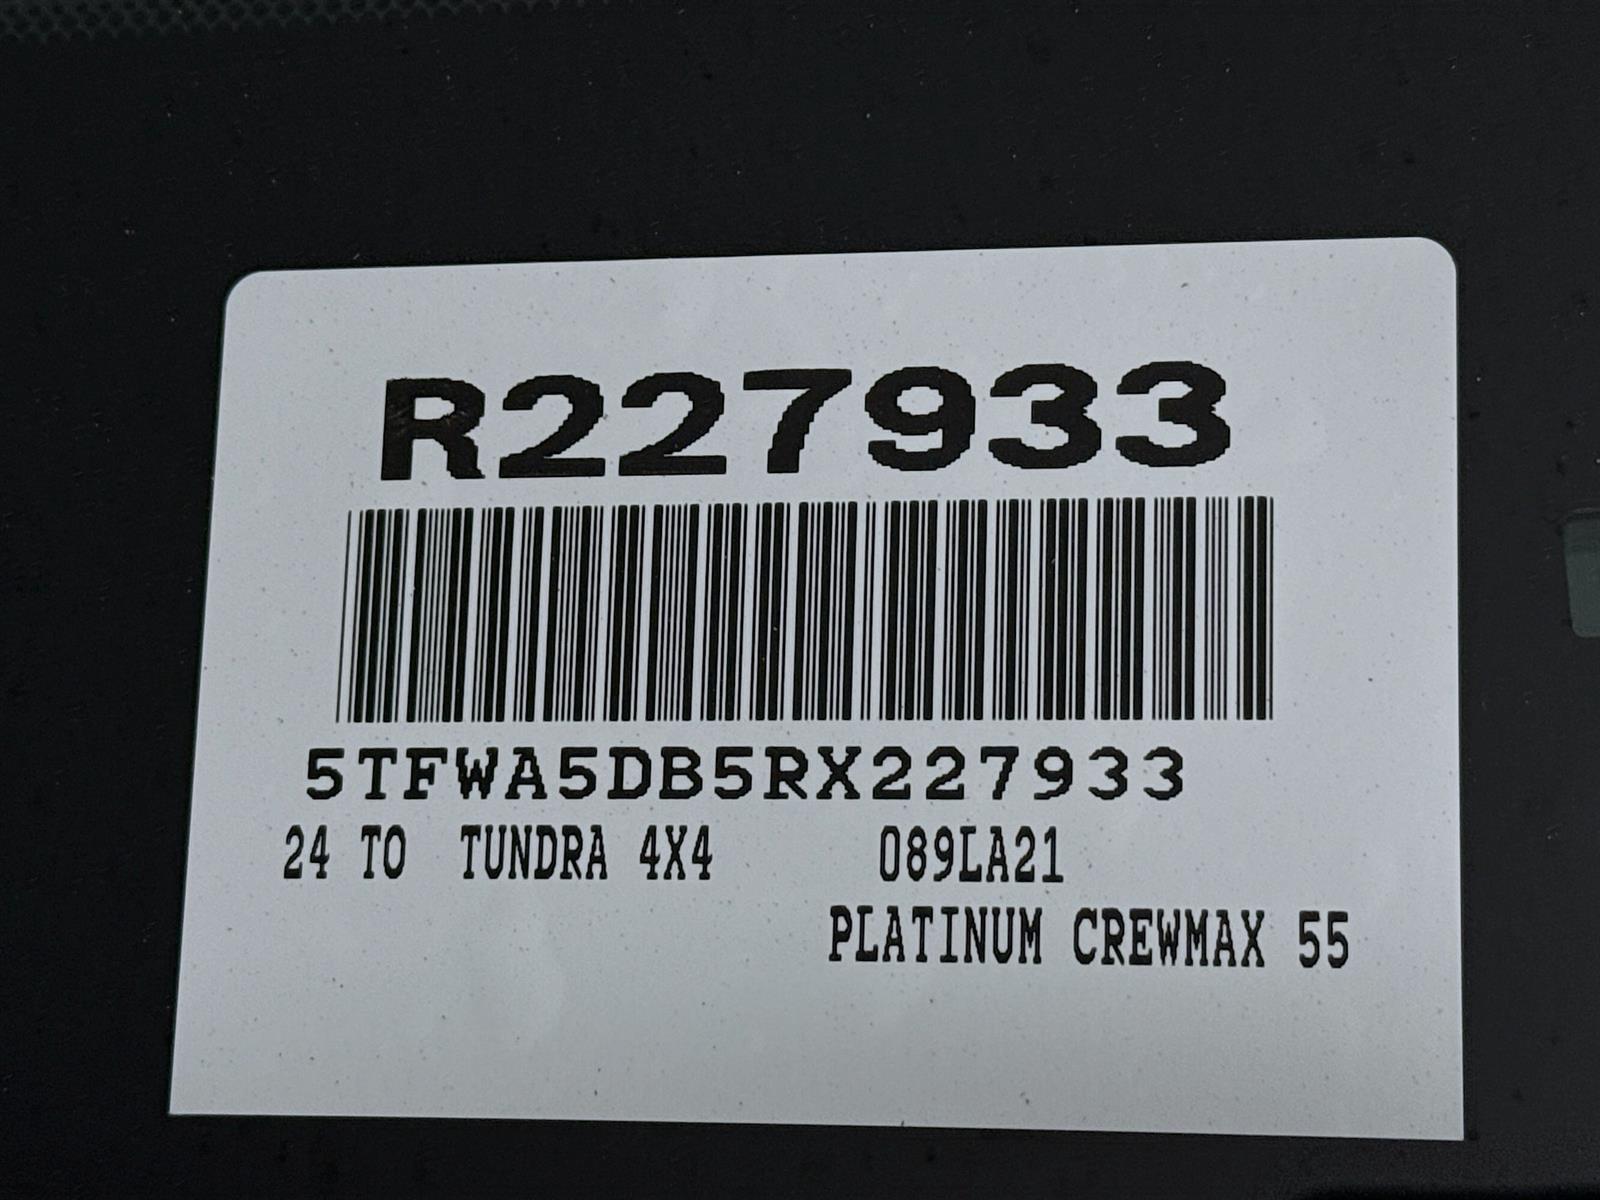 R227933
5TFWA5DB5RX227933
24 TO TUNDRA 4X4 089LA21
PLATINUM CREWMAX 55